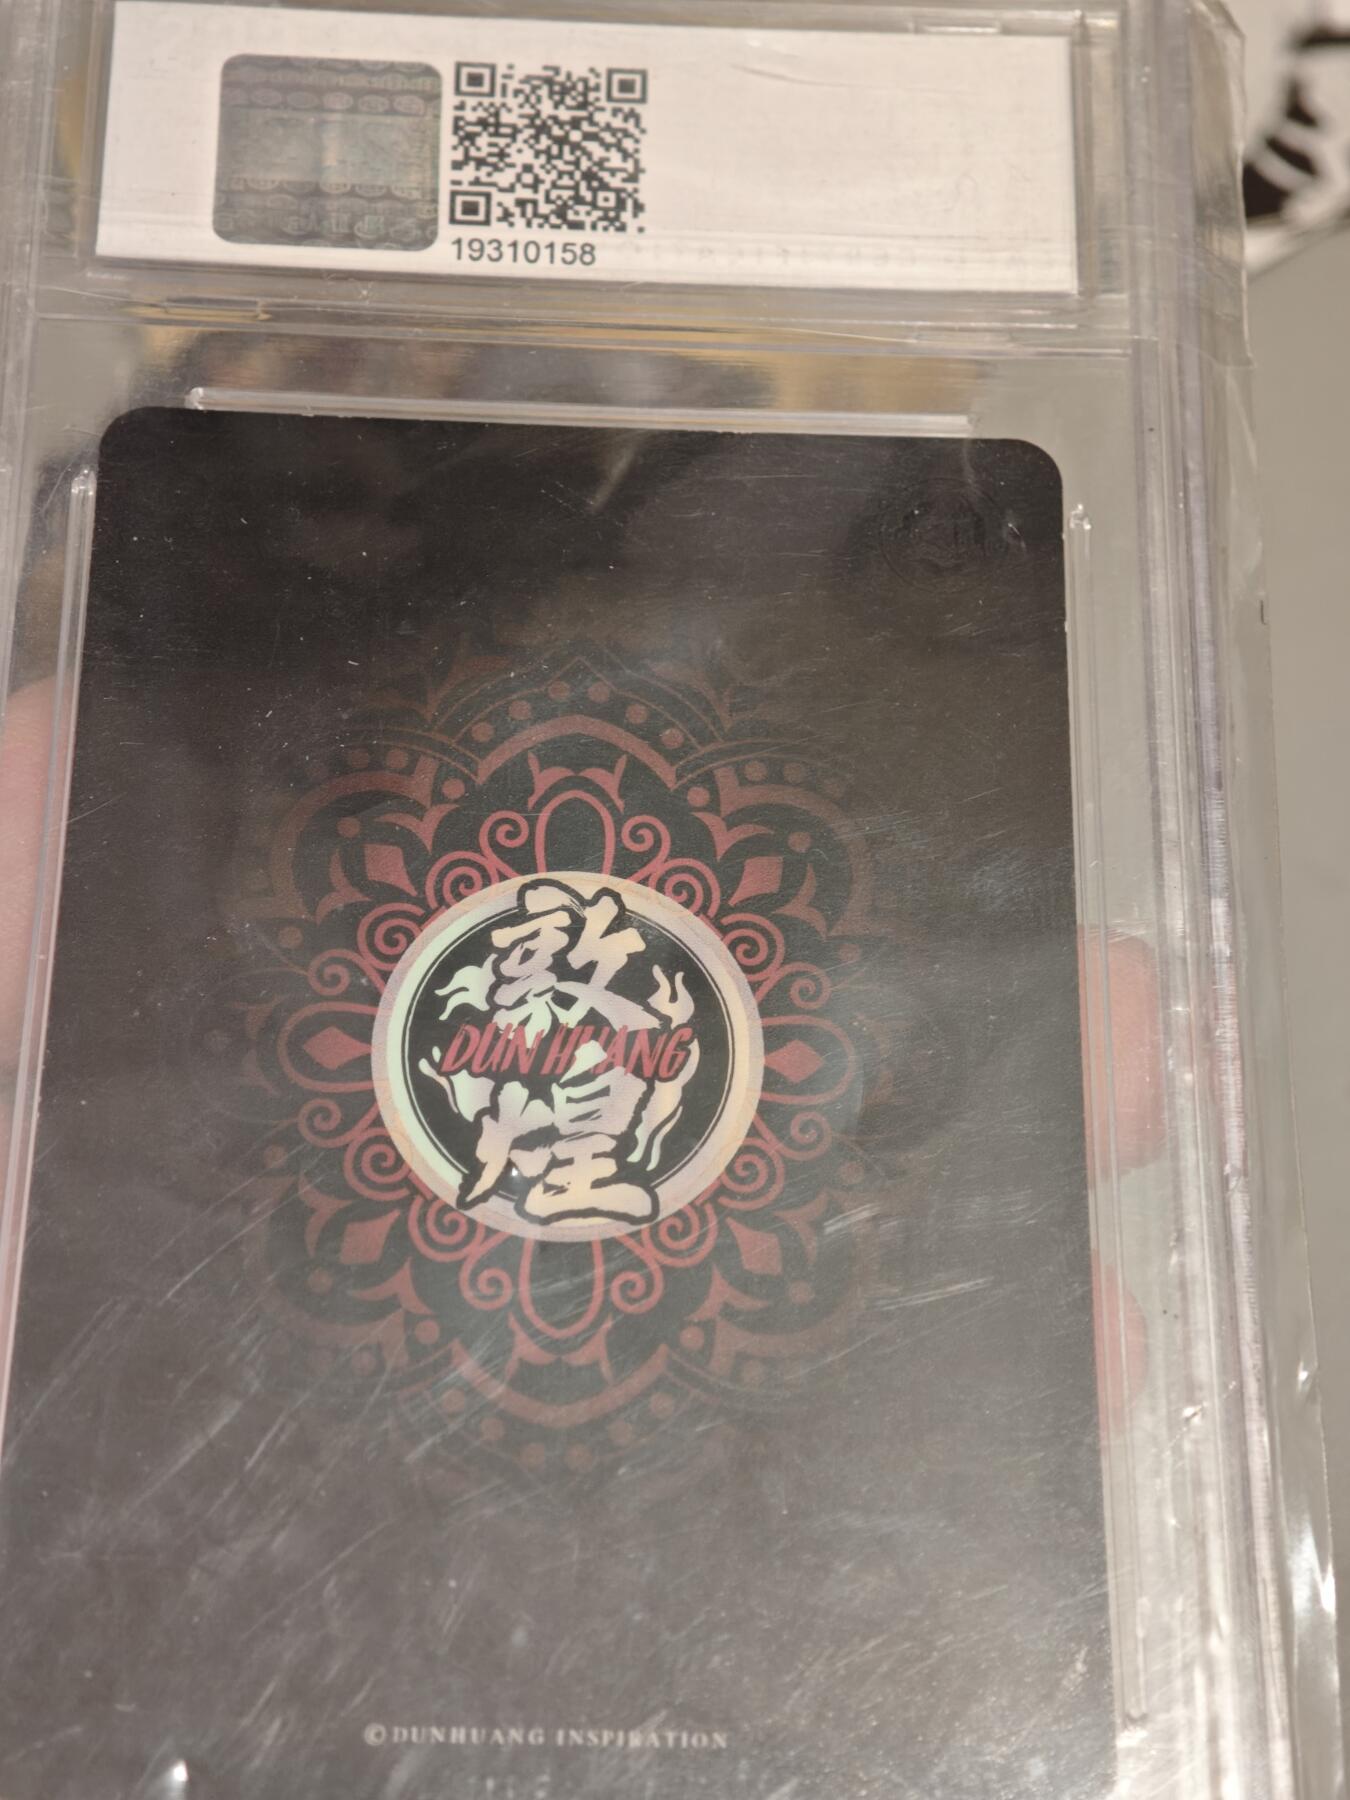 19310158
敦
DUN HUANG
煌
©DUNHUANG INSPIRATION